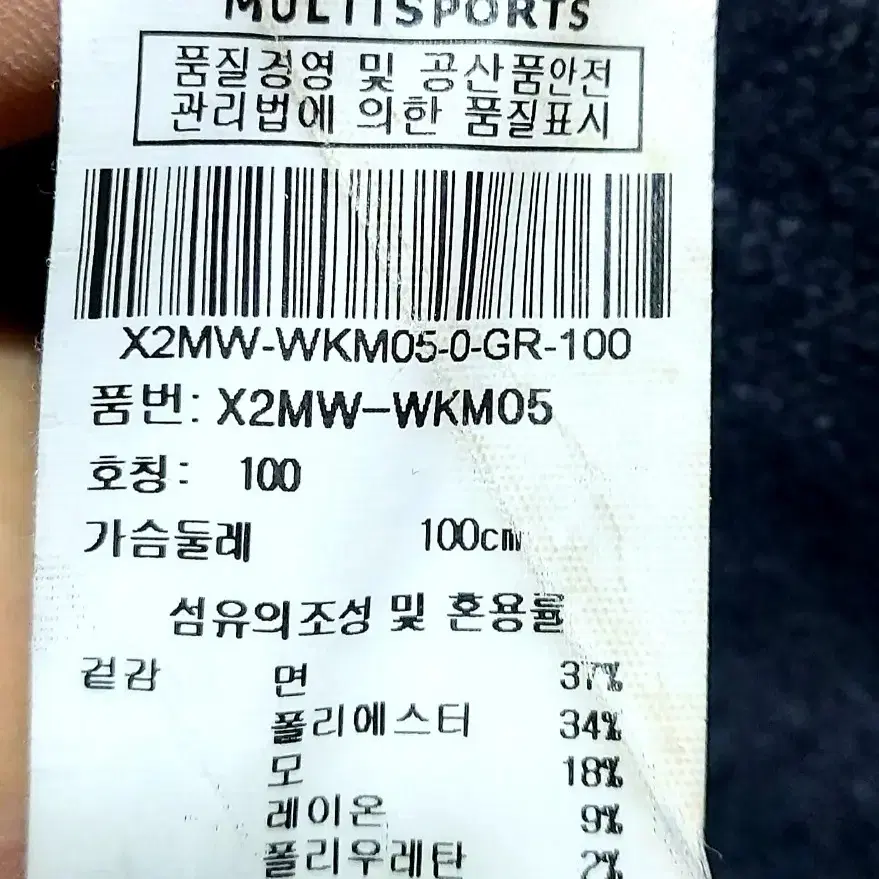 MULTISPORTS
품질경영 및 공산품안전
관리법에 의한 품질표시
X2MW-WKM05-0-GR-100
품번: X2MW-WKM05
호칭: 100
가슴둘레 100cm
섬유의조성 및 혼용률
겉감 면 37%
폴리에스터 34%
모 18%
레이온 9%
폴리우레탄 2%